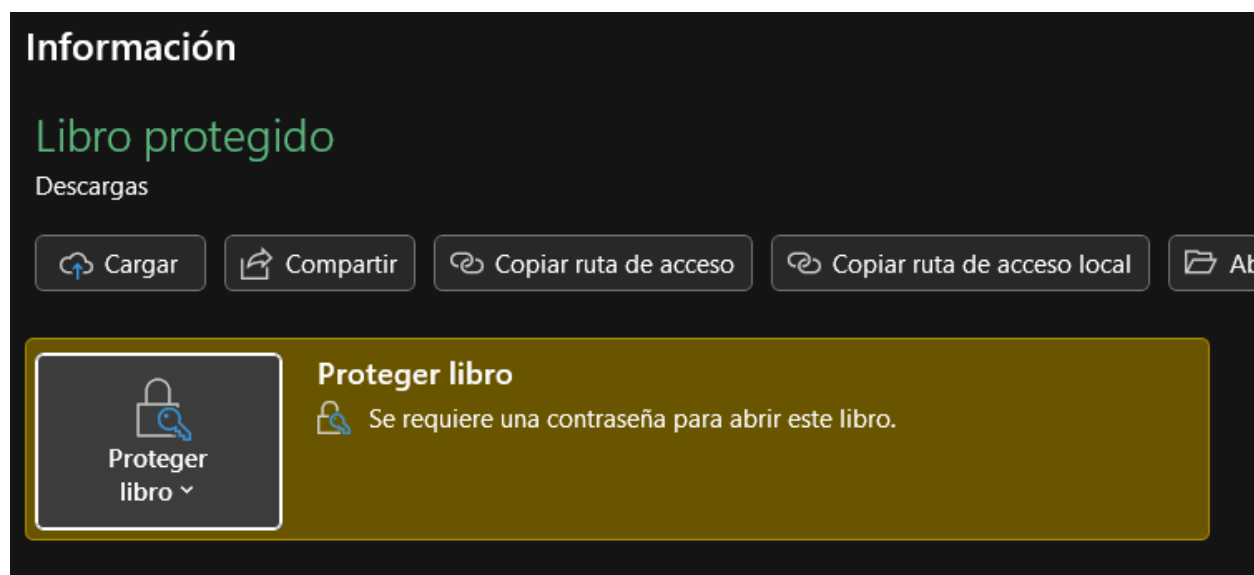 Información
Libro protegido
Descargas
Cargar
Compartir
Copiar ruta de acceso
Copiar ruta de acceso local
Proteger libro
Se requiere una contraseña para abrir este libro.
Proteger
libro